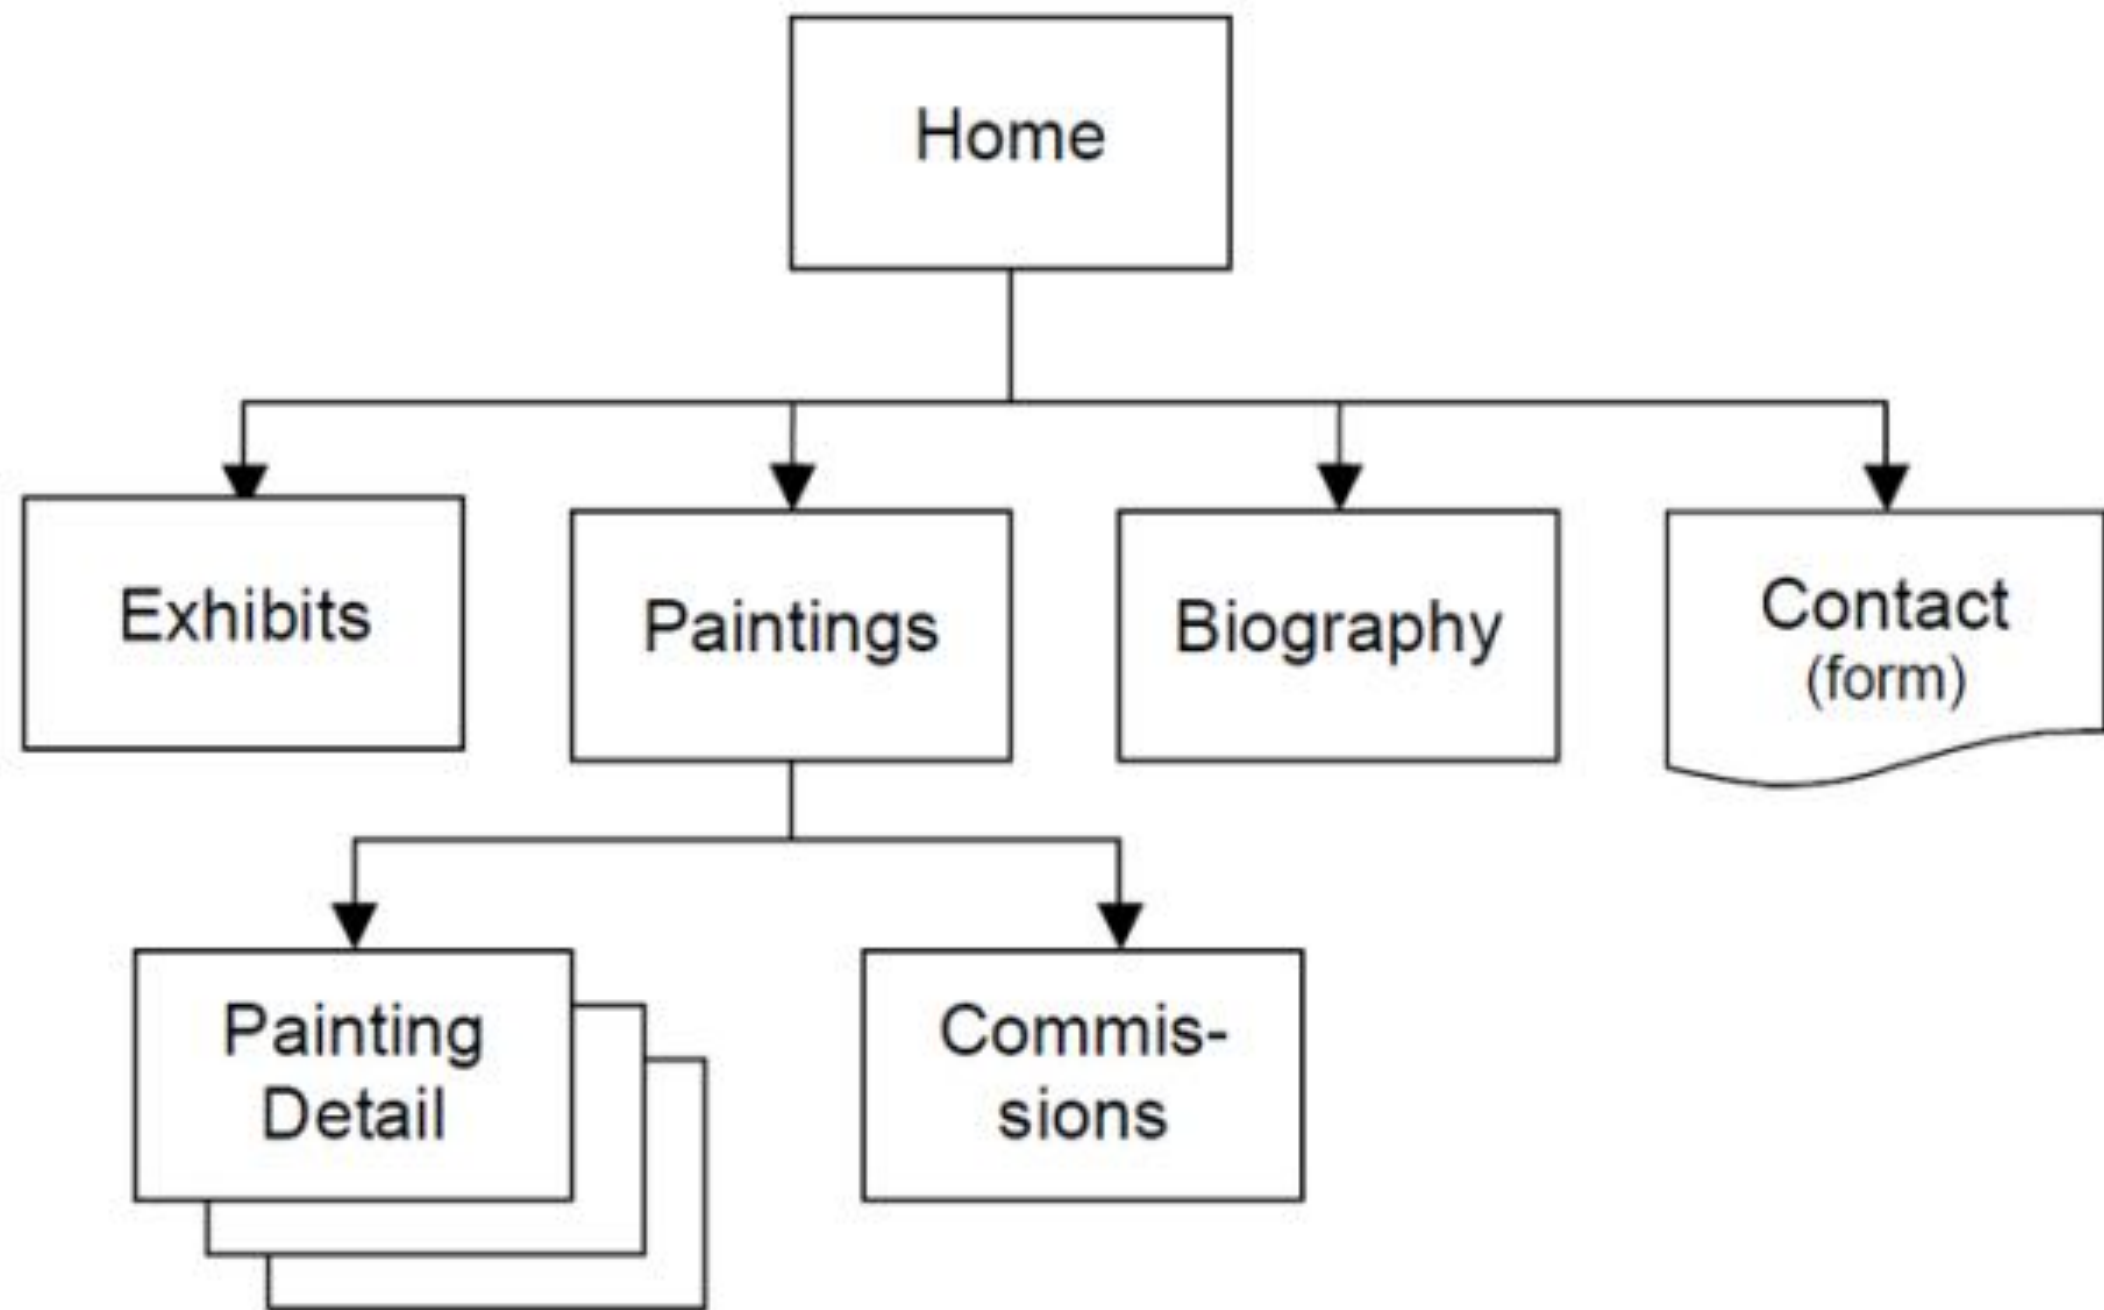 Home
Exhibits
Paintings
Biography
Contact
(form)
Painting
Detail
Commis-
sions